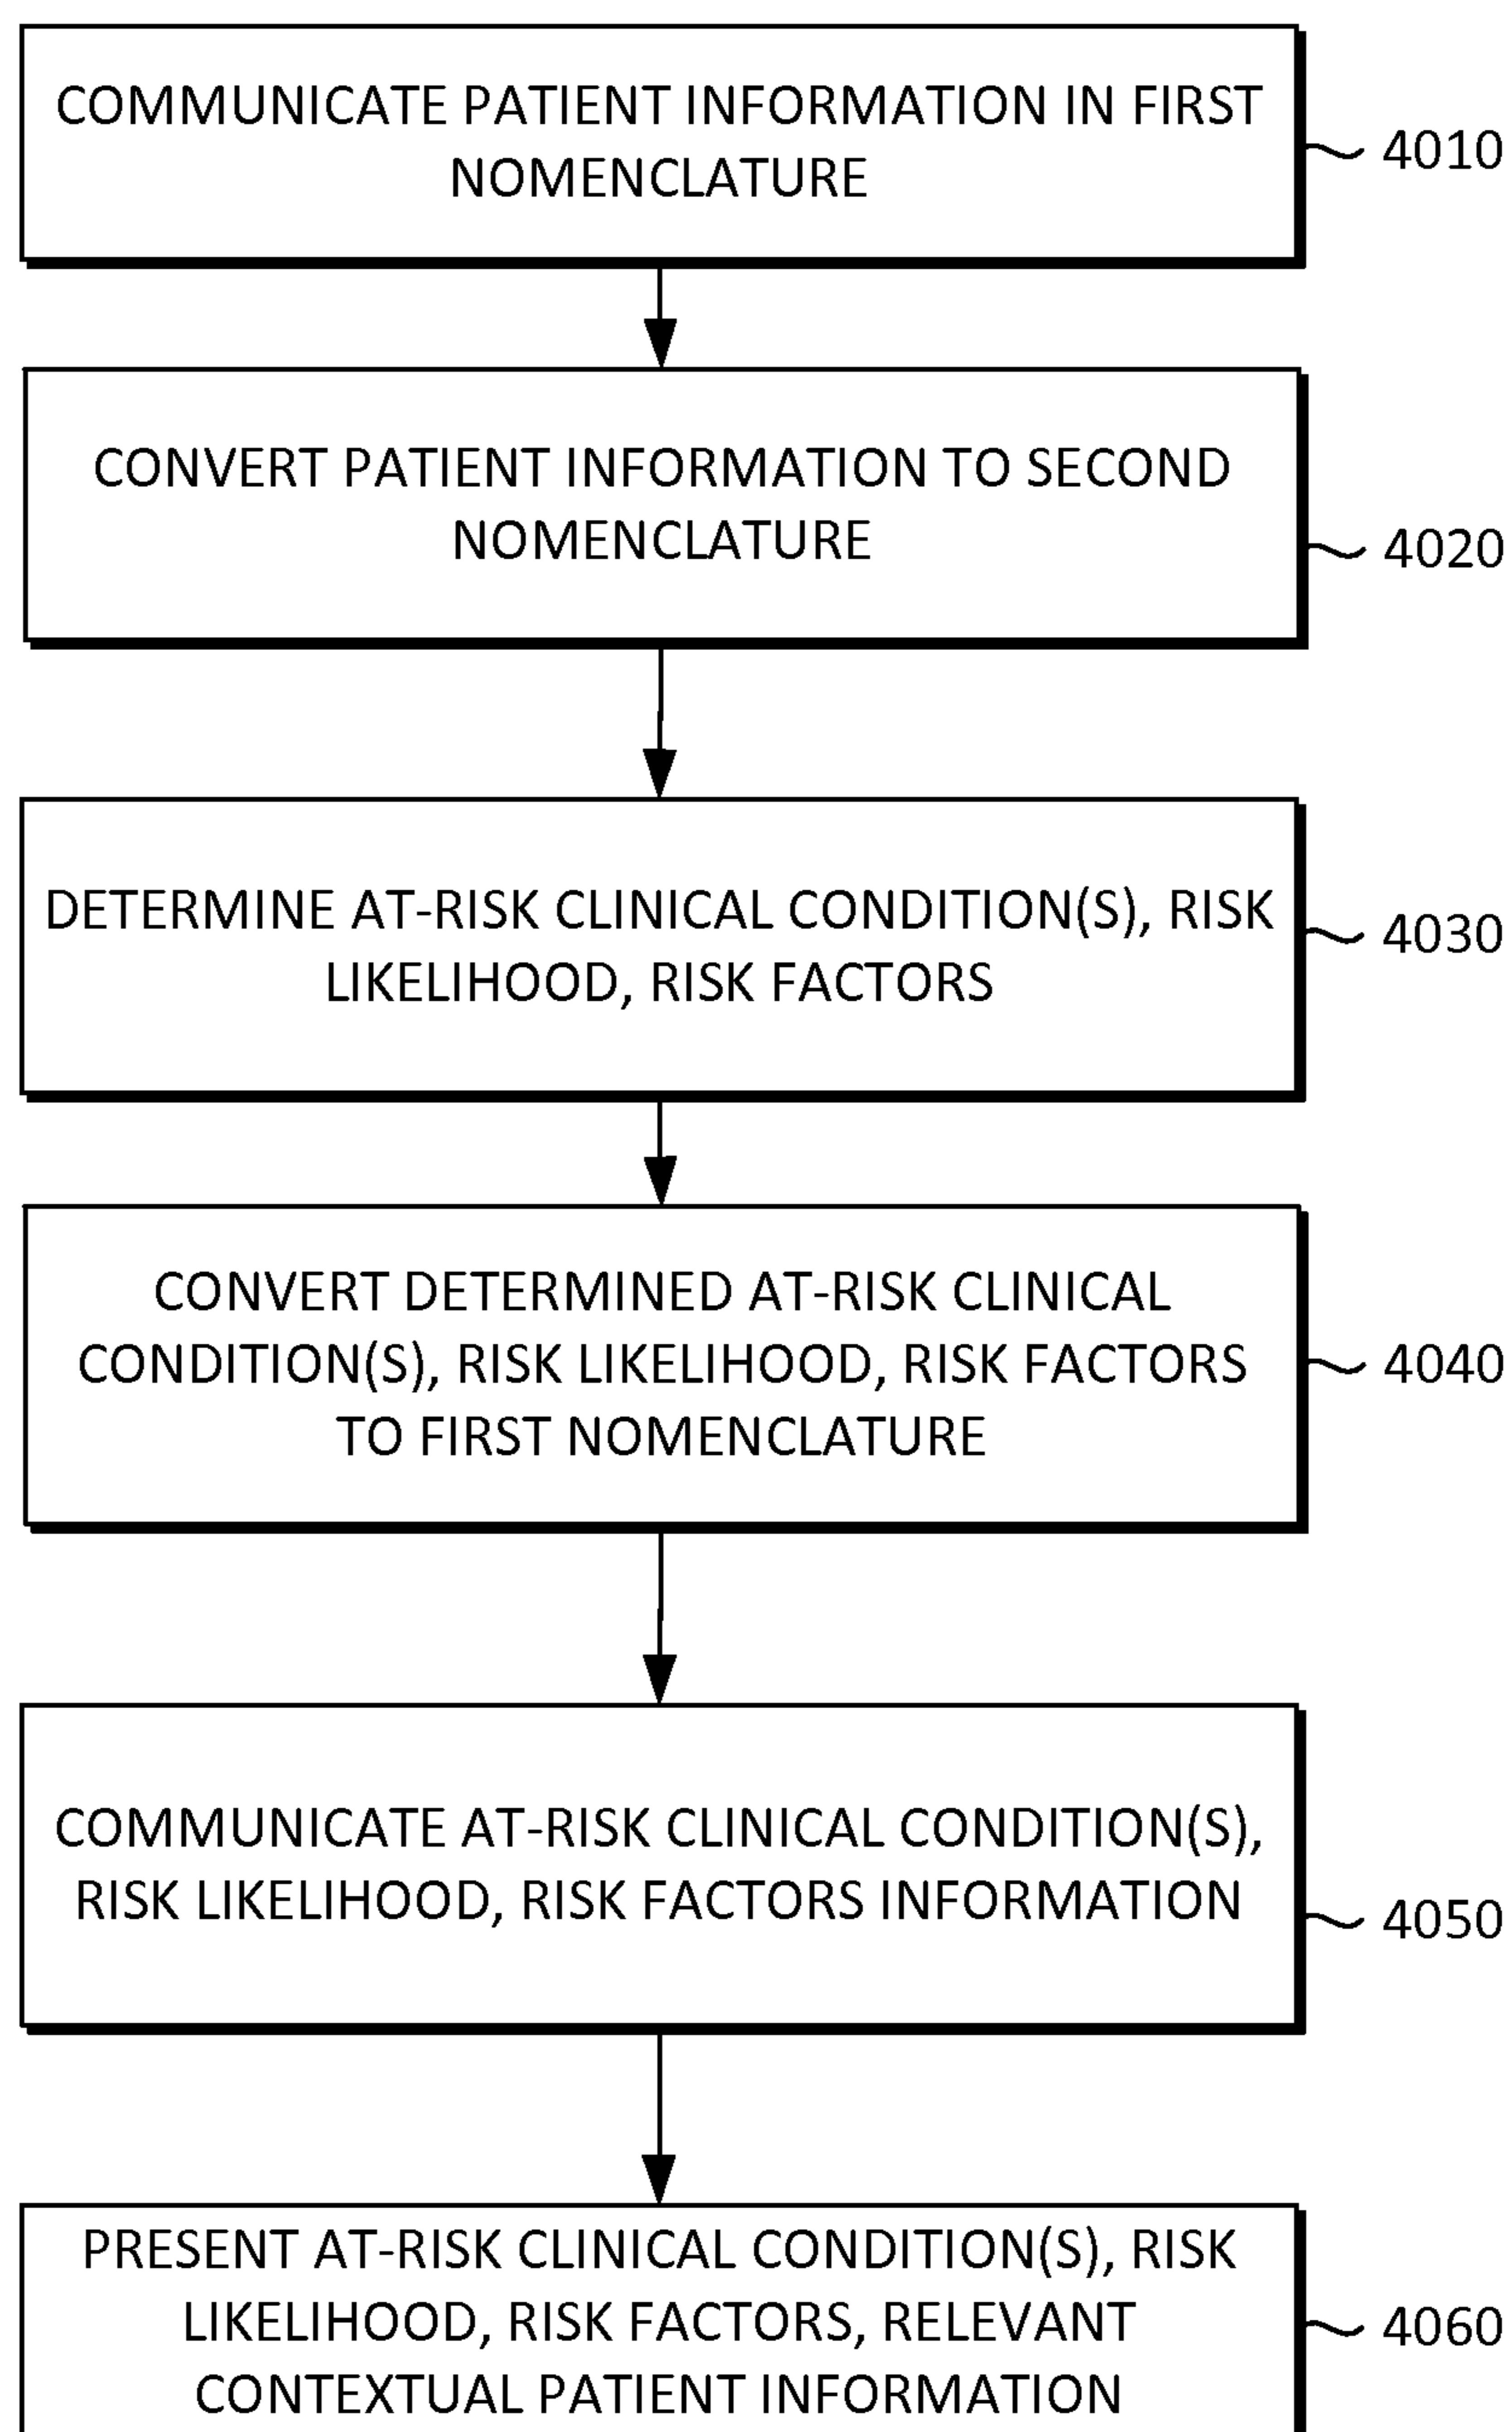 COMMUNICATE PATIENT INFORMATION IN FIRST
NOMENCLATURE
4010
CONVERT PATIENT INFORMATION TO SECOND
NOMENCLATURE
4020
DETERMINE AT-RISK CLINICAL CONDITION(S), RISK
LIKELIHOOD, RISK FACTORS
4030
CONVERT DETERMINED AT-RISK CLINICAL
CONDITION(S), RISK LIKELIHOOD, RISK FACTORS
TO FIRST NOMENCLATURE
4040
COMMUNICATE AT-RISK CLINICAL CONDITION(S),
RISK LIKELIHOOD, RISK FACTORS INFORMATION
4050
PRESENT AT-RISK CLINICAL CONDITION(S), RISK
LIKELIHOOD, RISK FACTORS, RELEVANT
CONTEXTUAL PATIENT INFORMATION
4060